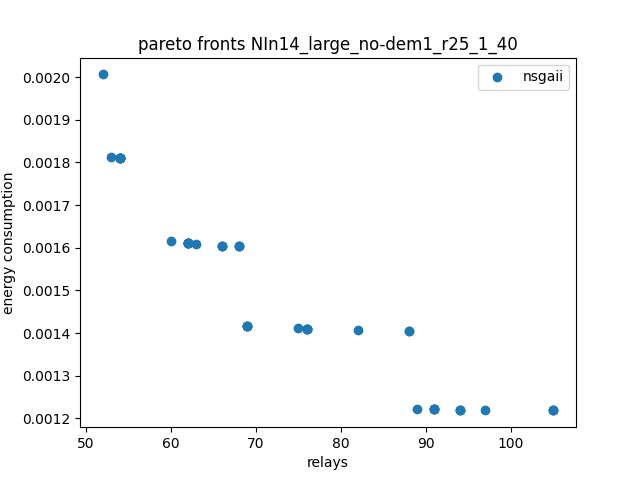 pareto fronts NIn14_large_no-dem1_r25_1_40
nsgaii
energy consumption
0.0020
0.0019
0.0018
0.0017
0.0016
0.0015
0.0014
0.0013
0.0012
50 60 70 80 90 100
relays